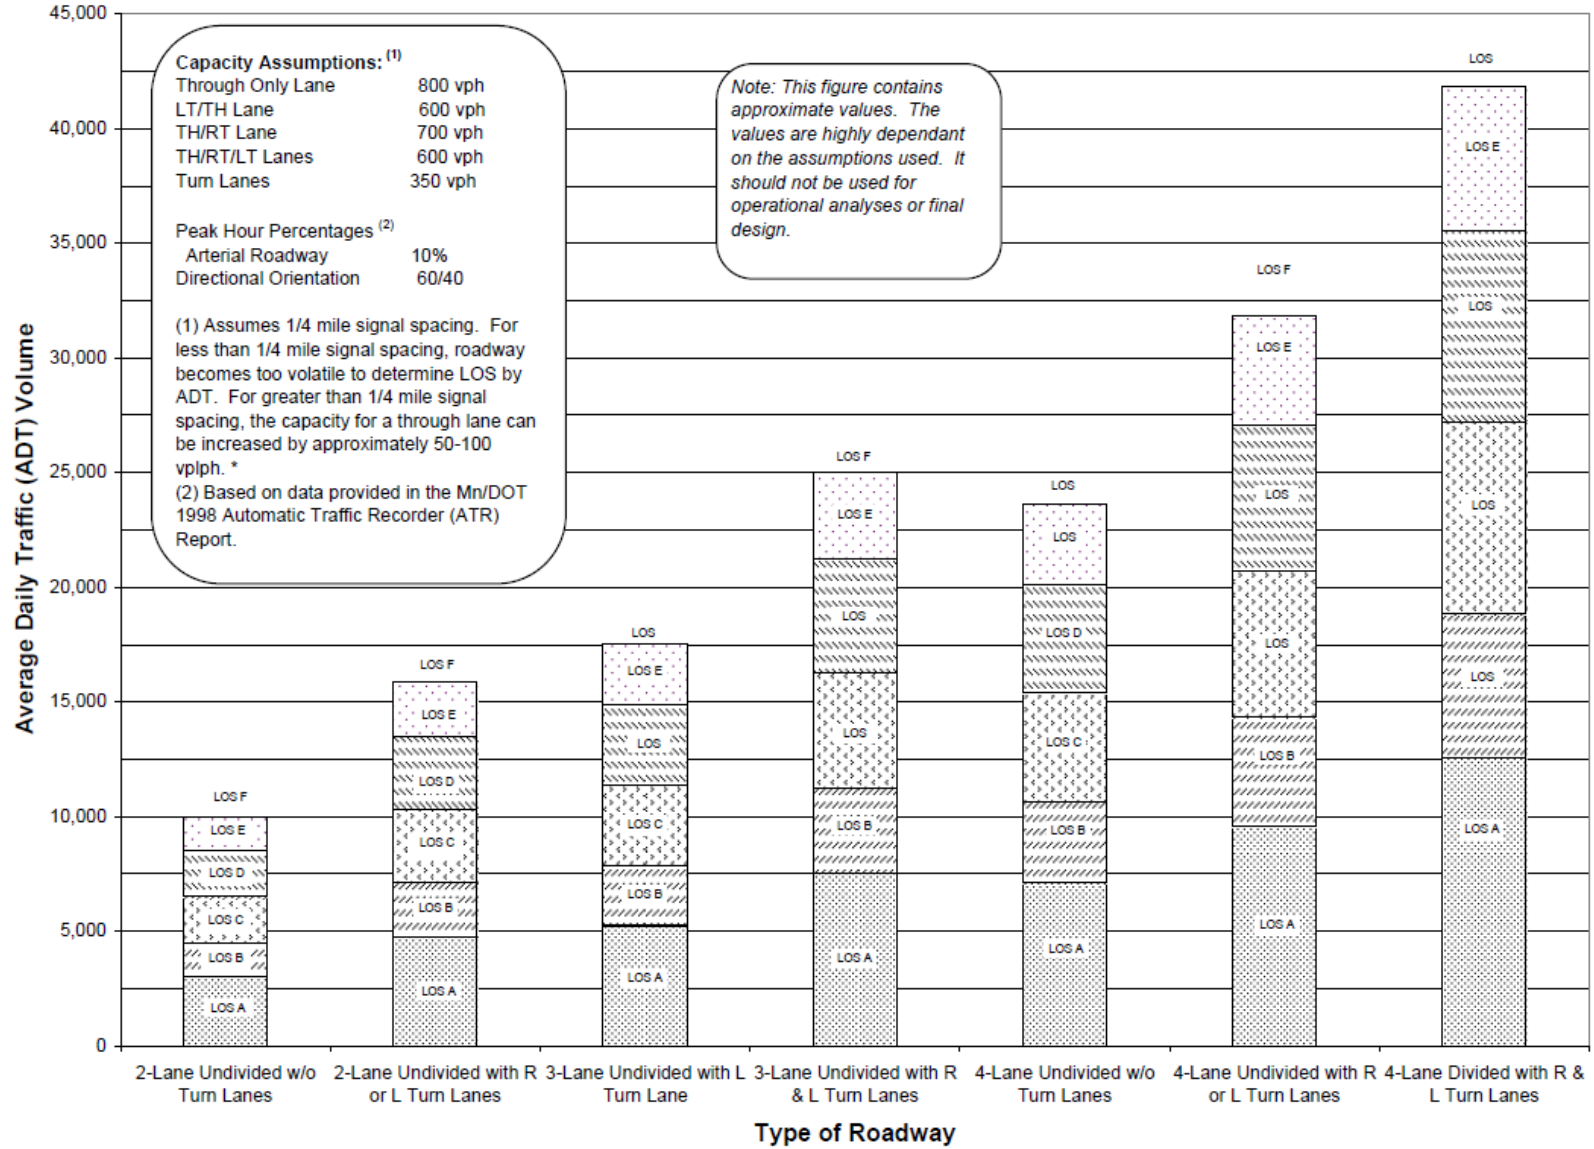 45,000
40,000
35,000
30,000
25,000
20,000
15,000
10,000
5,000
0
Average Daily Traffic (ADT) Volume
Capacity Assumptions: (1)
Through Only Lane 800 vph
LT/TH Lane 600 vph
TH/RT Lane 700 vph
TH/RT/LT Lanes 600 vph
Turn Lanes 350 vph
Peak Hour Percentages (2)
Arterial Roadway 10%
Directional Orientation 60/40
(1) Assumes 1/4 mile signal spacing. For
less than 1/4 mile signal spacing, roadway
becomes too volatile to determine LOS by
ADT. For greater than 1/4 mile signal
spacing, the capacity for a through lane can
be increased by approximately 50-100
vplph. *
(2) Based on data provided in the Mn/DOT
1998 Automatic Traffic Recorder (ATR)
Report.
Note: This figure contains
approximate values. The
values are highly dependant
on the assumptions used. It
should not be used for
operational analyses or final
design.
LOS F
LOS E
LOS D
LOS C
LOS B
LOS A
LOS F
LOS E
LOS D
LOS C
LOS B
LOS A
LOS
LOS E
LOS
LOS C
LOS B
LOS A
LOS F
LOS E
LOS
LOS
LOS B
LOS A
LOS
LOS
LOS D
LOS C
LOS B
LOS A
LOS F
LOS E
LOS
LOS
LOS B
LOS A
LOS
LOS E
LOS
LOS
LOS
LOS A
2-Lane Undivided w/o
Turn Lanes
2-Lane Undivided with R
or L Turn Lanes
3-Lane Undivided with L
Turn Lane
3-Lane Undivided with R
& L Turn Lanes
4-Lane Undivided w/o
Turn Lanes
4-Lane Undivided with R
or L Turn Lanes
4-Lane Divided with R &
L Turn Lanes
Type of Roadway